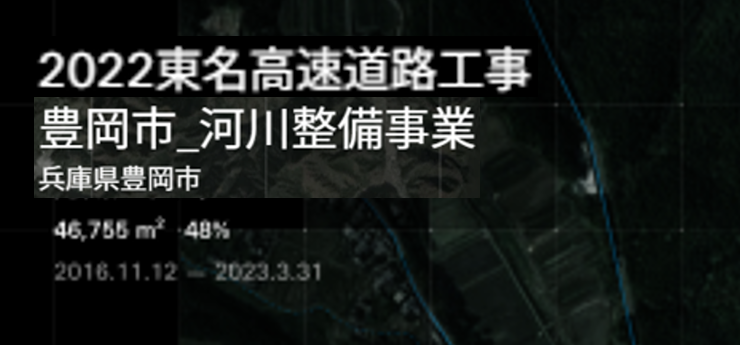 2022東名高速道路工事
豊岡市_河川整備事業
兵庫県豊岡市
46,755 m² ·48%
2016.11.12 — 2023.3.31